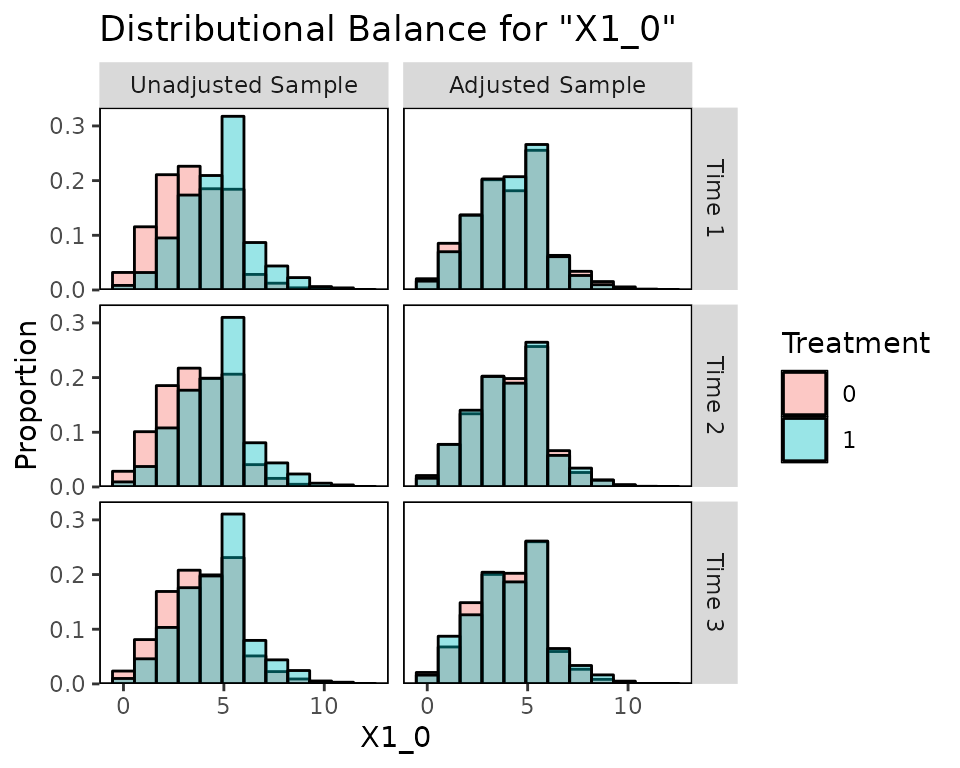 Distributional Balance for "X1_0"
Unadjusted Sample
Adjusted Sample
0.3
0.2
0.1
0.0
Time 1
0.3
0.2
0.1
0.0
Time 2
0.3
0.2
0.1
0.0
Time 3
Proportion
0 5 10
0 5 10
X1_0
Treatment
0
1